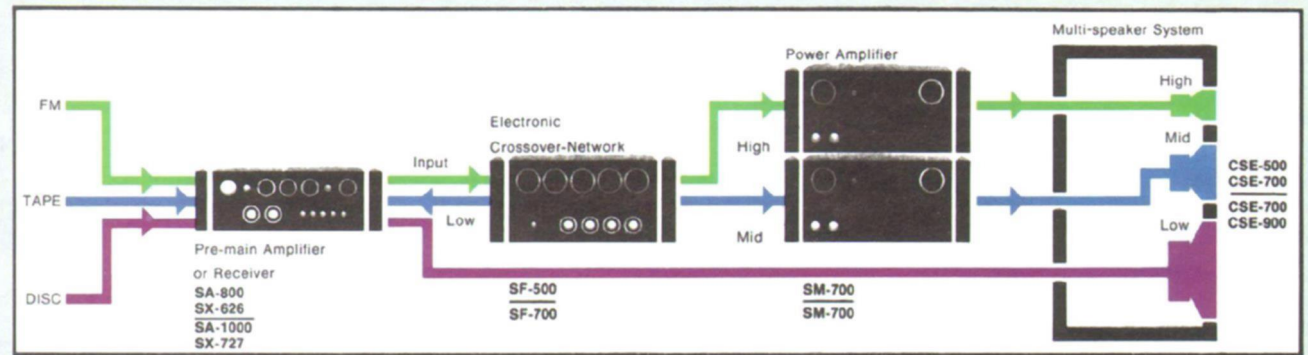 FM
TAPE
DISC
Pre-main Amplifier
or Receiver
SA-800
SX-626
SA-1000
SX-727
Input
Low
Electronic
Crossover-Network
SF-500
SF-700
High
Mid
Power Amplifier
SM-700
SM-700
Multi-speaker System
High
Mid
Low
CSE-500
CSE-700
CSE-700
CSE-900